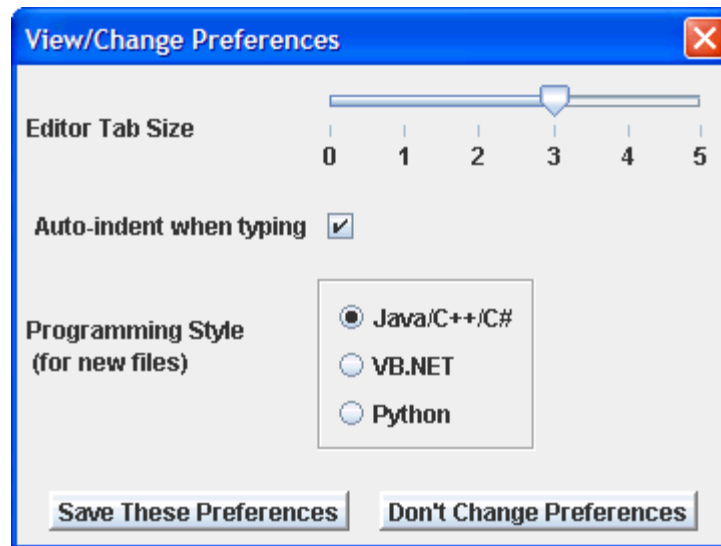 View/Change Preferences
Editor Tab Size
0 1 2 3 4 5
Auto-indent when typing
Programming Style
(for new files)
Java/C++/C#
VB.NET
Python
Save These Preferences
Don't Change Preferences